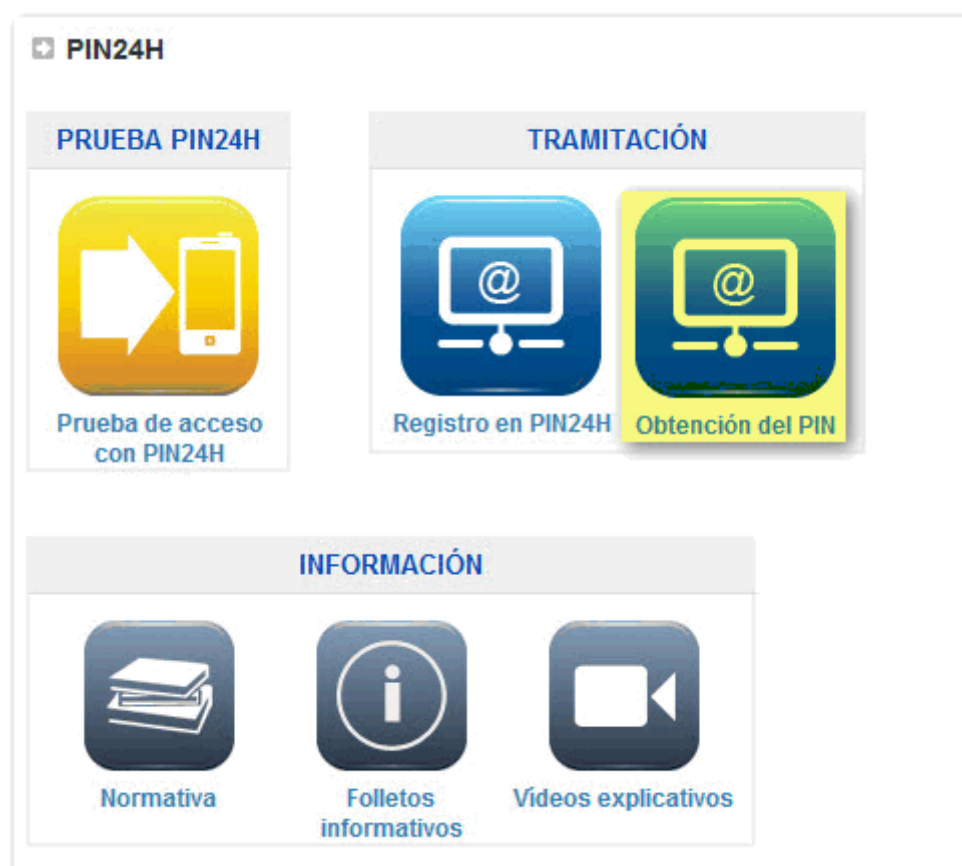 PIN24H
PRUEBA PIN24H
Prueba de acceso
con PIN24H
TRAMITACIÓN
@
Registro en PIN24H
@
Obtención del PIN
INFORMACIÓN
Normativa
i
Folletos
informativos
Vídeos explicativos